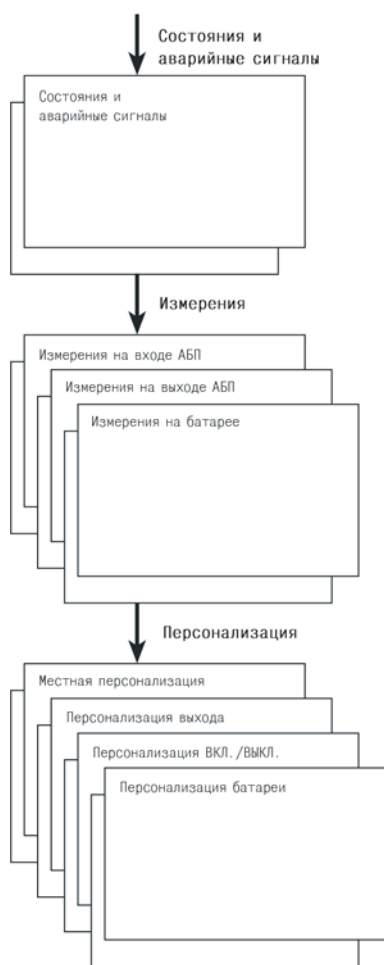 Состояния и
аварийные сигналы
Состояния и
аварийные сигналы
Измерения
Измерения на входе АБП
Измерения на выходе АБП
Измерения на батарее
Персонализация
Местная персонализация
Персонализация выхода
Персонализация ВКЛ./ВЫКЛ.
Персонализация батареи